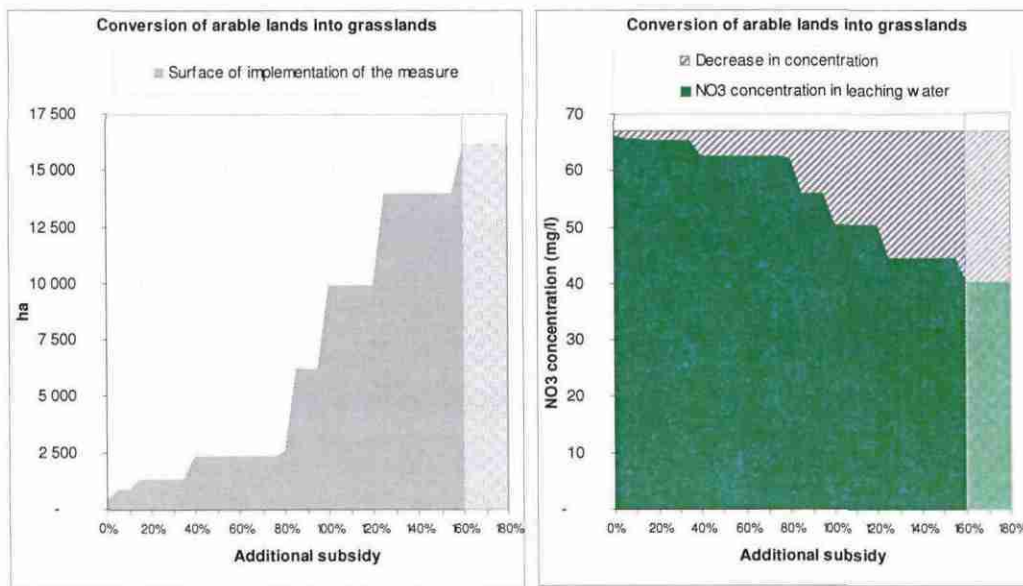 Conversion of arable lands into grasslands
Surface of implementation of the measure
17 500
15 000
12 500
10 000
7 500
5 000
2 500
-
ha
0% 20% 40% 60% 80% 100% 120% 140% 160% 180%
Additional subsidy
Conversion of arable lands into grasslands
Decrease in concentration
NO3 concentration in leaching water
70
60
50
40
30
20
10
-
NO3 concentration (mg/l)
0% 20% 40% 60% 80% 100% 120% 140% 160% 180%
Additional subsidy